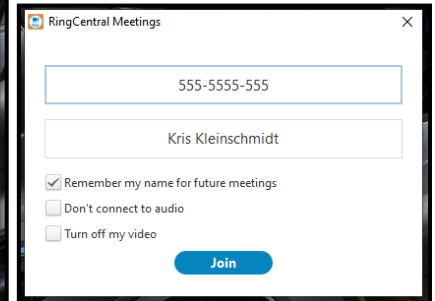 RingCentral Meetings
555-5555-555
Kris Kleinschmidt
Remember my name for future meetings
Don't connect to audio
Turn off my video
Join